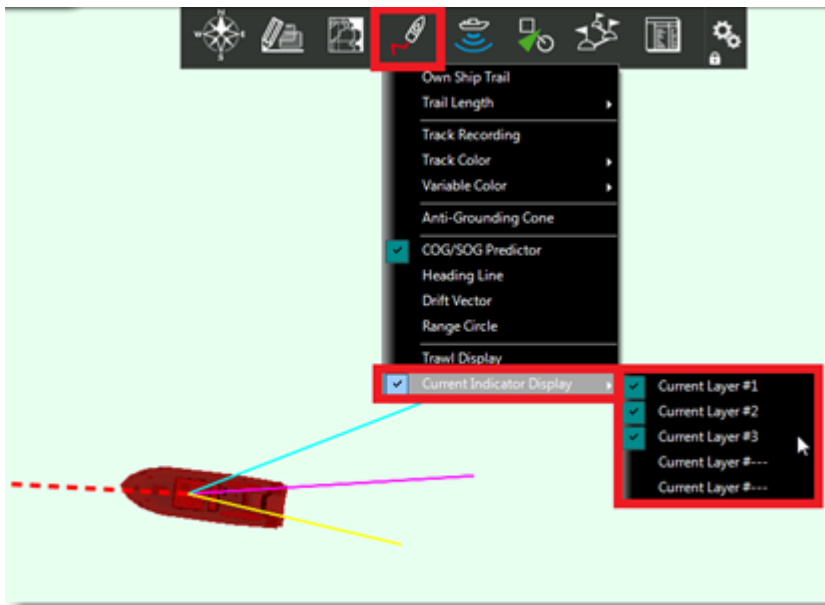 Own Ship Trail
Trail Length
Track Recording
Track Color
Variable Color
Anti-Grounding Cone
COG/SOG Predictor
Heading Line
Drift Vector
Range Circle
Trawl Display
Current Indicator Display
Current Layer #1
Current Layer #2
Current Layer #3
Current Layer #---
Current Layer #---